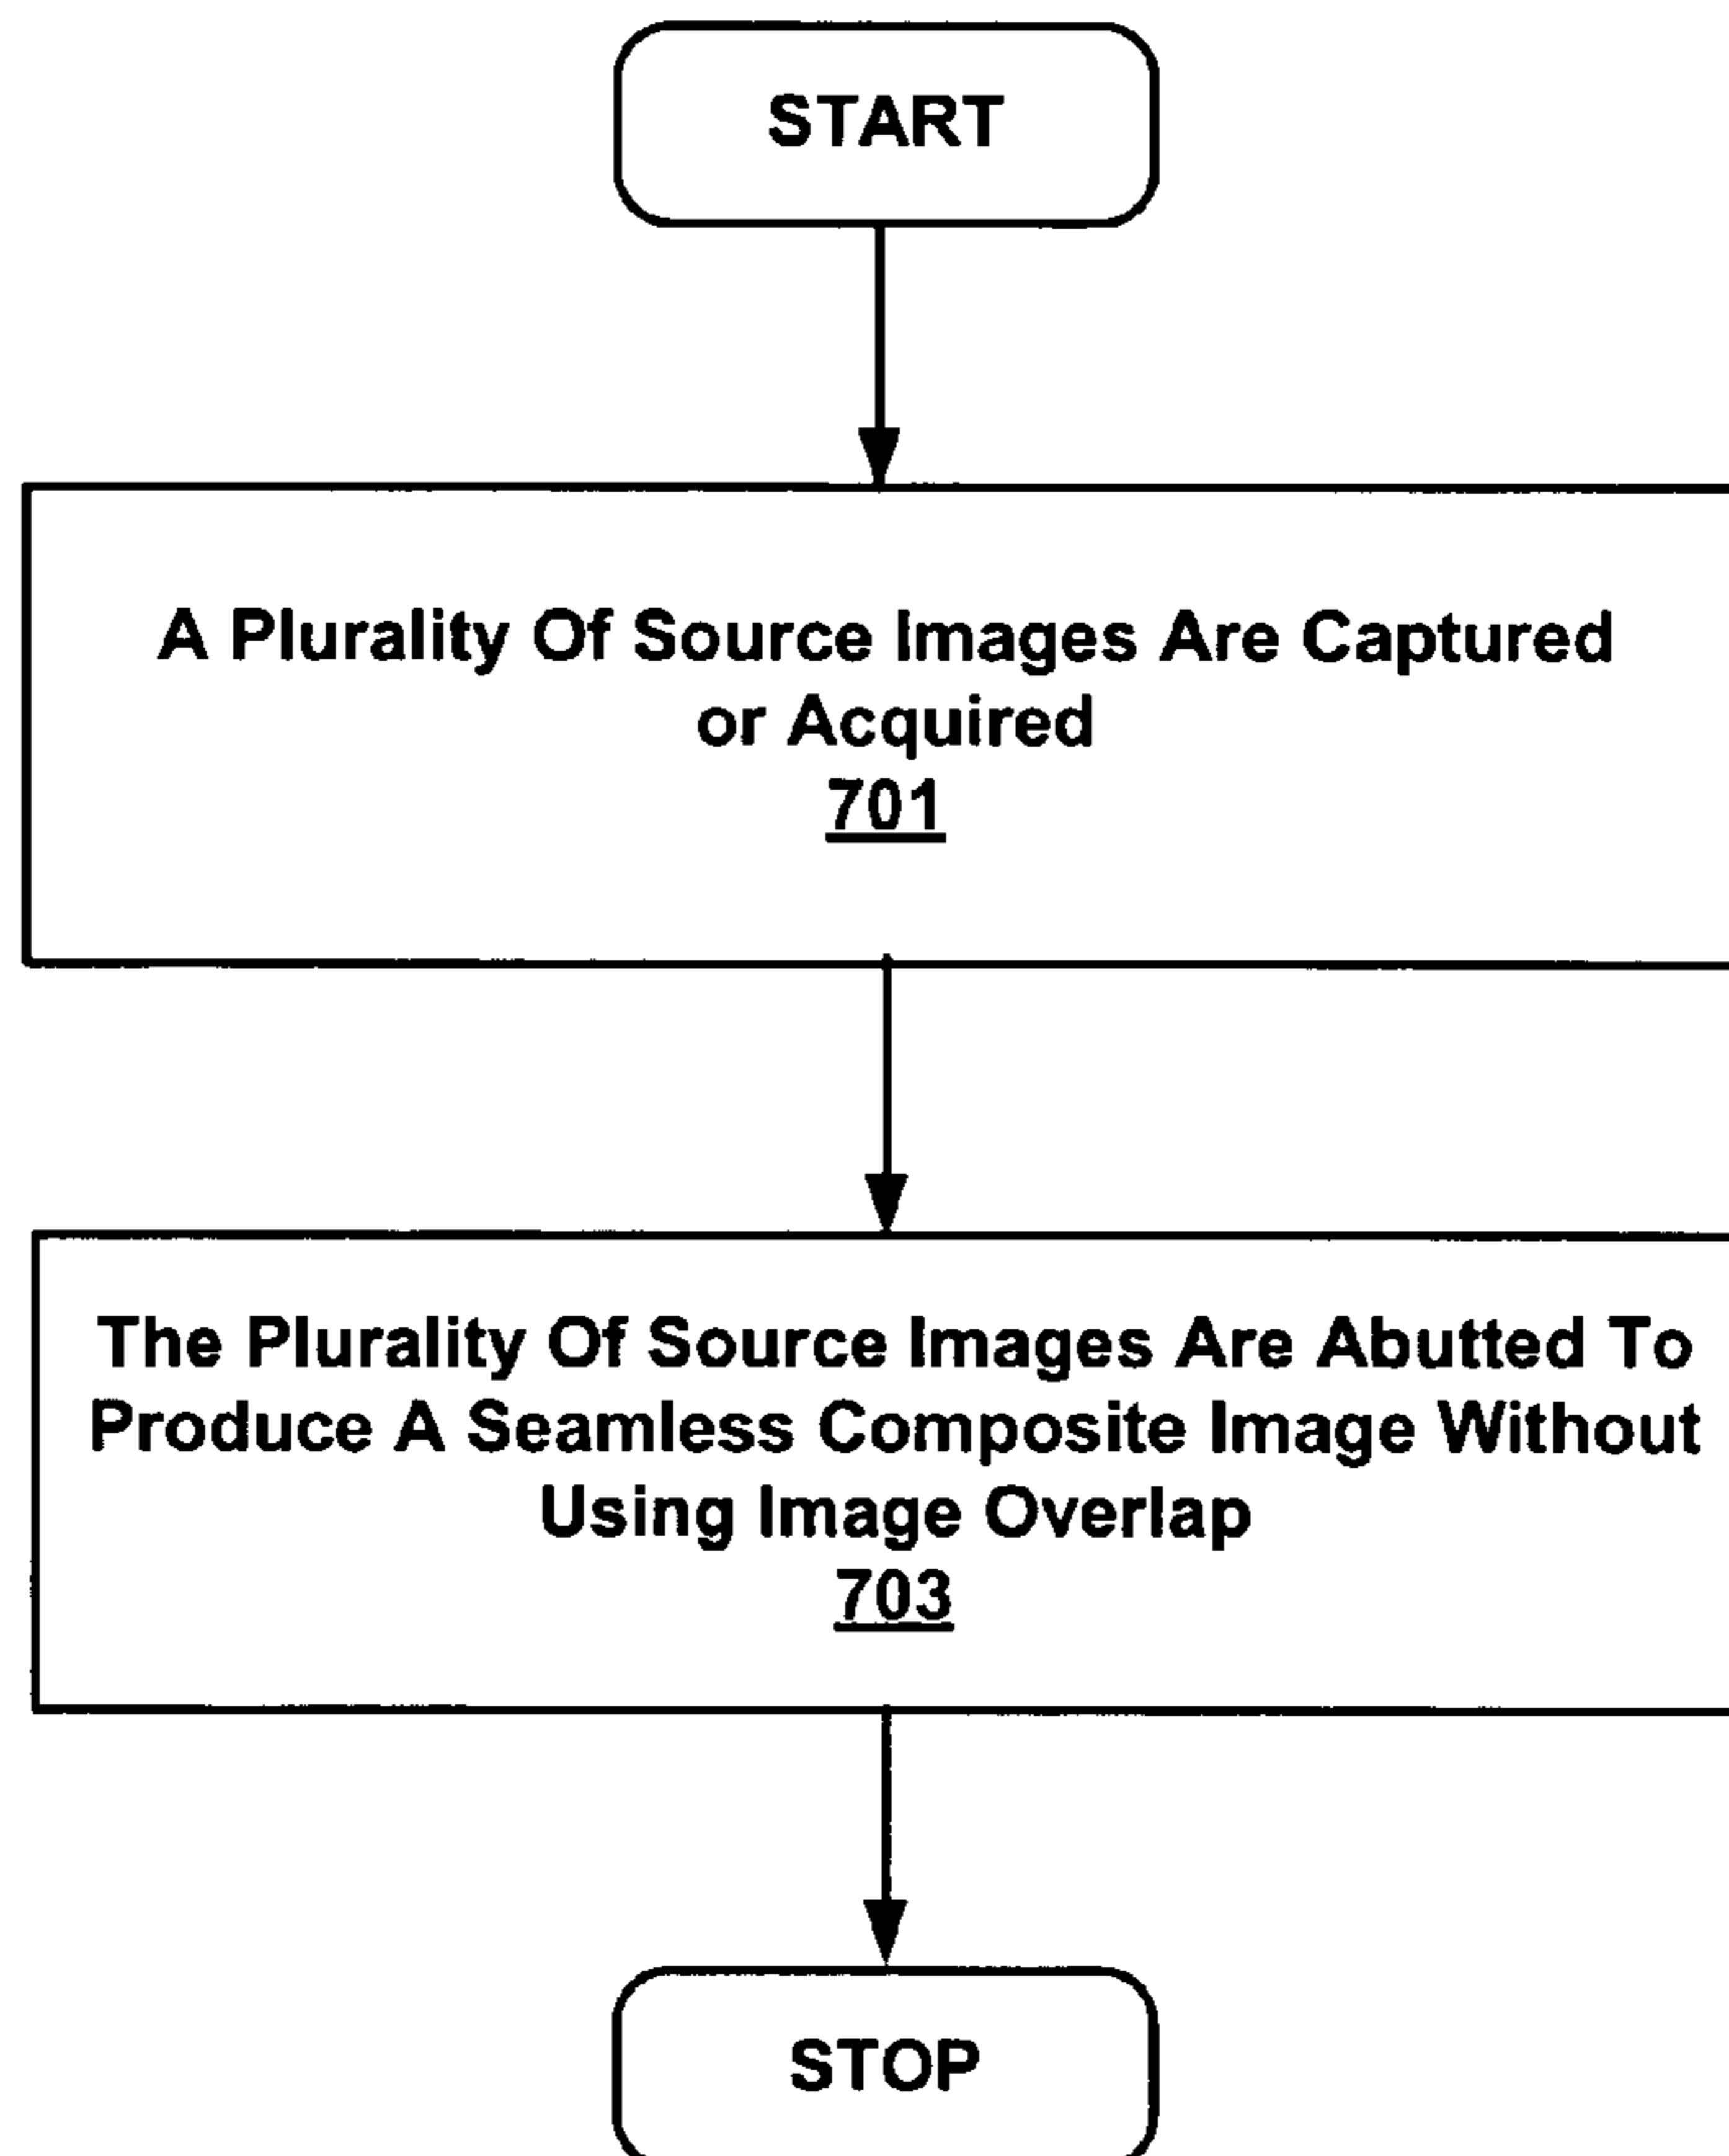 START
A Plurality Of Source Images Are Captured
or Acquired
701
The Plurality Of Source Images Are Abutted To
Produce A Seamless Composite Image Without
Using Image Overlap
703
STOP